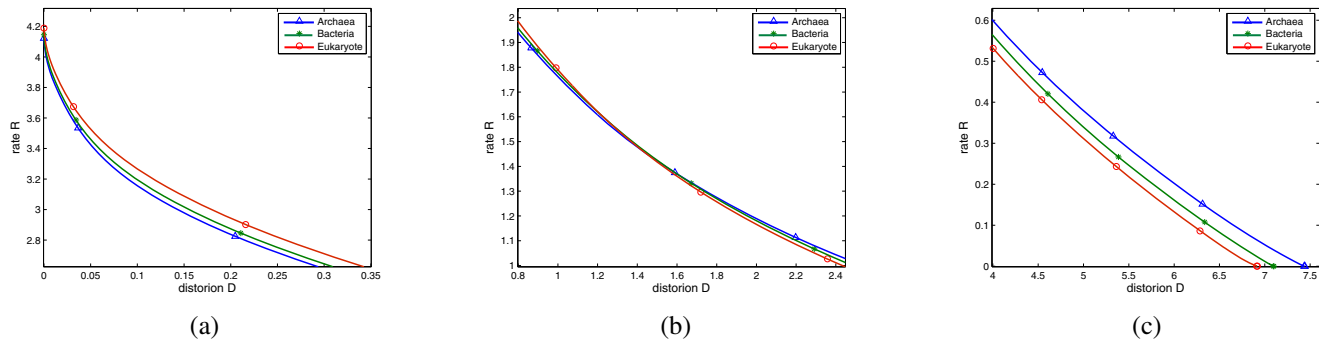 4.2
4
3.8
3.6
3.4
3.2
3
2.8
rate R
0
0.05
0.1
0.15
0.2
0.25
0.3
0.35
distorion D
Archaea
Bacteria
Eukaryote
(a)
2
1.9
1.8
1.7
1.6
1.5
1.4
1.3
1.2
1.1
1
rate R
0.8
1
1.2
1.4
1.6
1.8
2
2.2
2.4
distorion D
Archaea
Bacteria
Eukaryote
(b)
0.6
0.5
0.4
0.3
0.2
0.1
0
rate R
4
4.5
5
5.5
6
6.5
7
7.5
distorion D
Archaea
Bacteria
Eukaryote
(c)